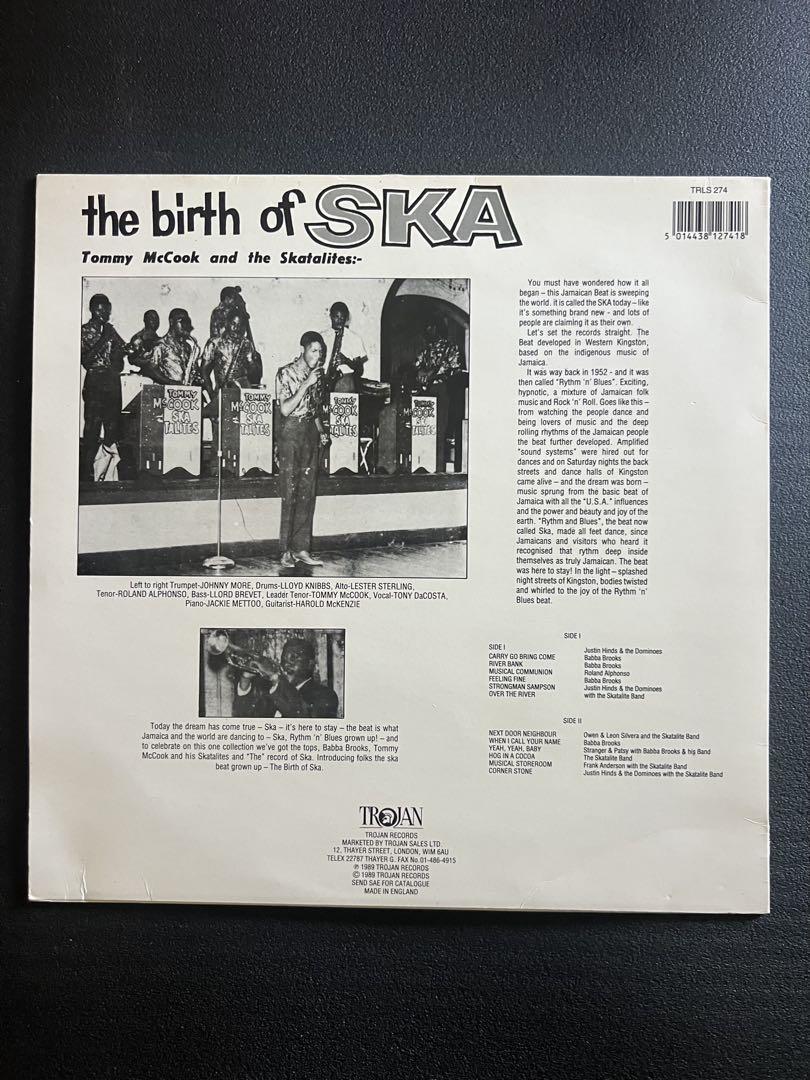 the birth of SKA
TRLS 274
5 014438 127418
Tommy McCook and the Skatalites:-
TOMMY McCOOK SKA TALITES
TOMMY McCOOK SKA TALITES
You must have wondered how it all
began – this Jamaican Beat is sweeping
the world. it is called the SKA today – like
it's something brand new - and lots of
people are claiming it as their own.
Let's set the records straight. The
Beat developed in Western Kingston,
based on the indigenous music of
Jamaica.
It was way back in 1952 - and it was
then called "Rythm 'n' Blues". Exciting,
hypnotic, a mixture of Jamaican folk
music and Rock 'n' Roll. Goes like this –
from watching the people dance and
being lovers of music and the deep
rolling rhythms of the Jamaican people
the beat further developed. Amplified
"sound systems" were hired out for
dances and on Saturday nights the back
streets and dance halls of Kingston
came alive – and the dream was born –
music sprung from the basic beat of
Jamaica with all the "U.S.A." influences
and the power and beauty and joy of the
earth. "Rythm and Blues", the beat now
called Ska, made all feet dance, since
Jamaicans and visitors who heard it
recognised that rythm deep inside
themselves as truly Jamaican. The beat
was here to stay! In the light – splashed
night streets of Kingston, bodies twisted
and whirled to the joy of the Rythm 'n'
Blues beat.
Left to right Trumpet-JOHNNY MORE, Drums-LLOYD KNIBBS, Alto-LESTER STERLING,
Tenor-ROLAND ALPHONSO, Bass-LLORD BREVET, Leader Tenor-TOMMY McCOOK, Vocal-TONY DaCOSTA,
Piano-JACKIE METTOO, Guitarist-HAROLD McKENZIE
Today the dream has come true – Ska – it's here to stay – the beat is what
Jamaica and the world are dancing to – Ska, Rythm 'n' Blues grown up! – and
to celebrate on this one collection we've got the tops, Babba Brooks, Tommy
McCook and his Skatalites and "The" record of Ska. Introducing folks the ska
beat grown up – The Birth of Ska.
SIDE I
SIDE I
CARRY GO BRING COME Justin Hinds & the Dominoes
RIVER BANK Babba Brooks
MUSICAL COMMUNION Roland Alphonso
FEELING FINE Babba Brooks
STRONGMAN SAMPSON Justin Hinds & the Dominoes
OVER THE RIVER with the Skatalite Band
SIDE II
NEXT DOOR NEIGHBOUR Owen & Leon Silvera and the Skatalite Band
WHEN I CALL YOUR NAME Babba Brooks
YEAH, YEAH, BABY Stranger & Patsy with Babba Brooks & hig Band
HOG IN A COCOA The Skatalite Band
MUSICAL STOREROOM Frank Anderson with the Skatalite Band
CORNER STONE Justin Hinds & the Dominoes with the Skatalite Band
TROJAN
TROJAN RECORDS
MARKETED BY TROJAN SALES LTD.
12, THAYER STREET, LONDON, WIM 6AU
TELEX 22787 THAYER G. FAX No.01-486-4915
℗ 1989 TROJAN RECORDS
© 1989 TROJAN RECORDS
SEND SAE FOR CATALOGUE
MADE IN ENGLAND